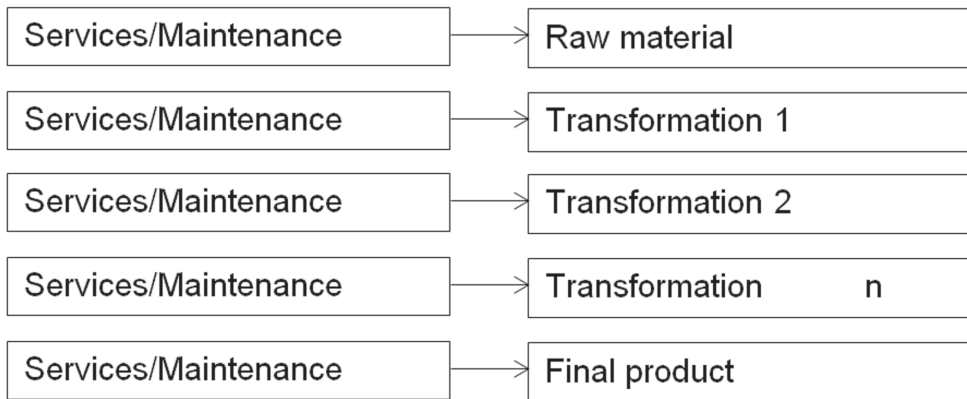 Services/Maintenance Raw material
Services/Maintenance Transformation 1
Services/Maintenance Transformation 2
Services/Maintenance Transformation n
Services/Maintenance Final product